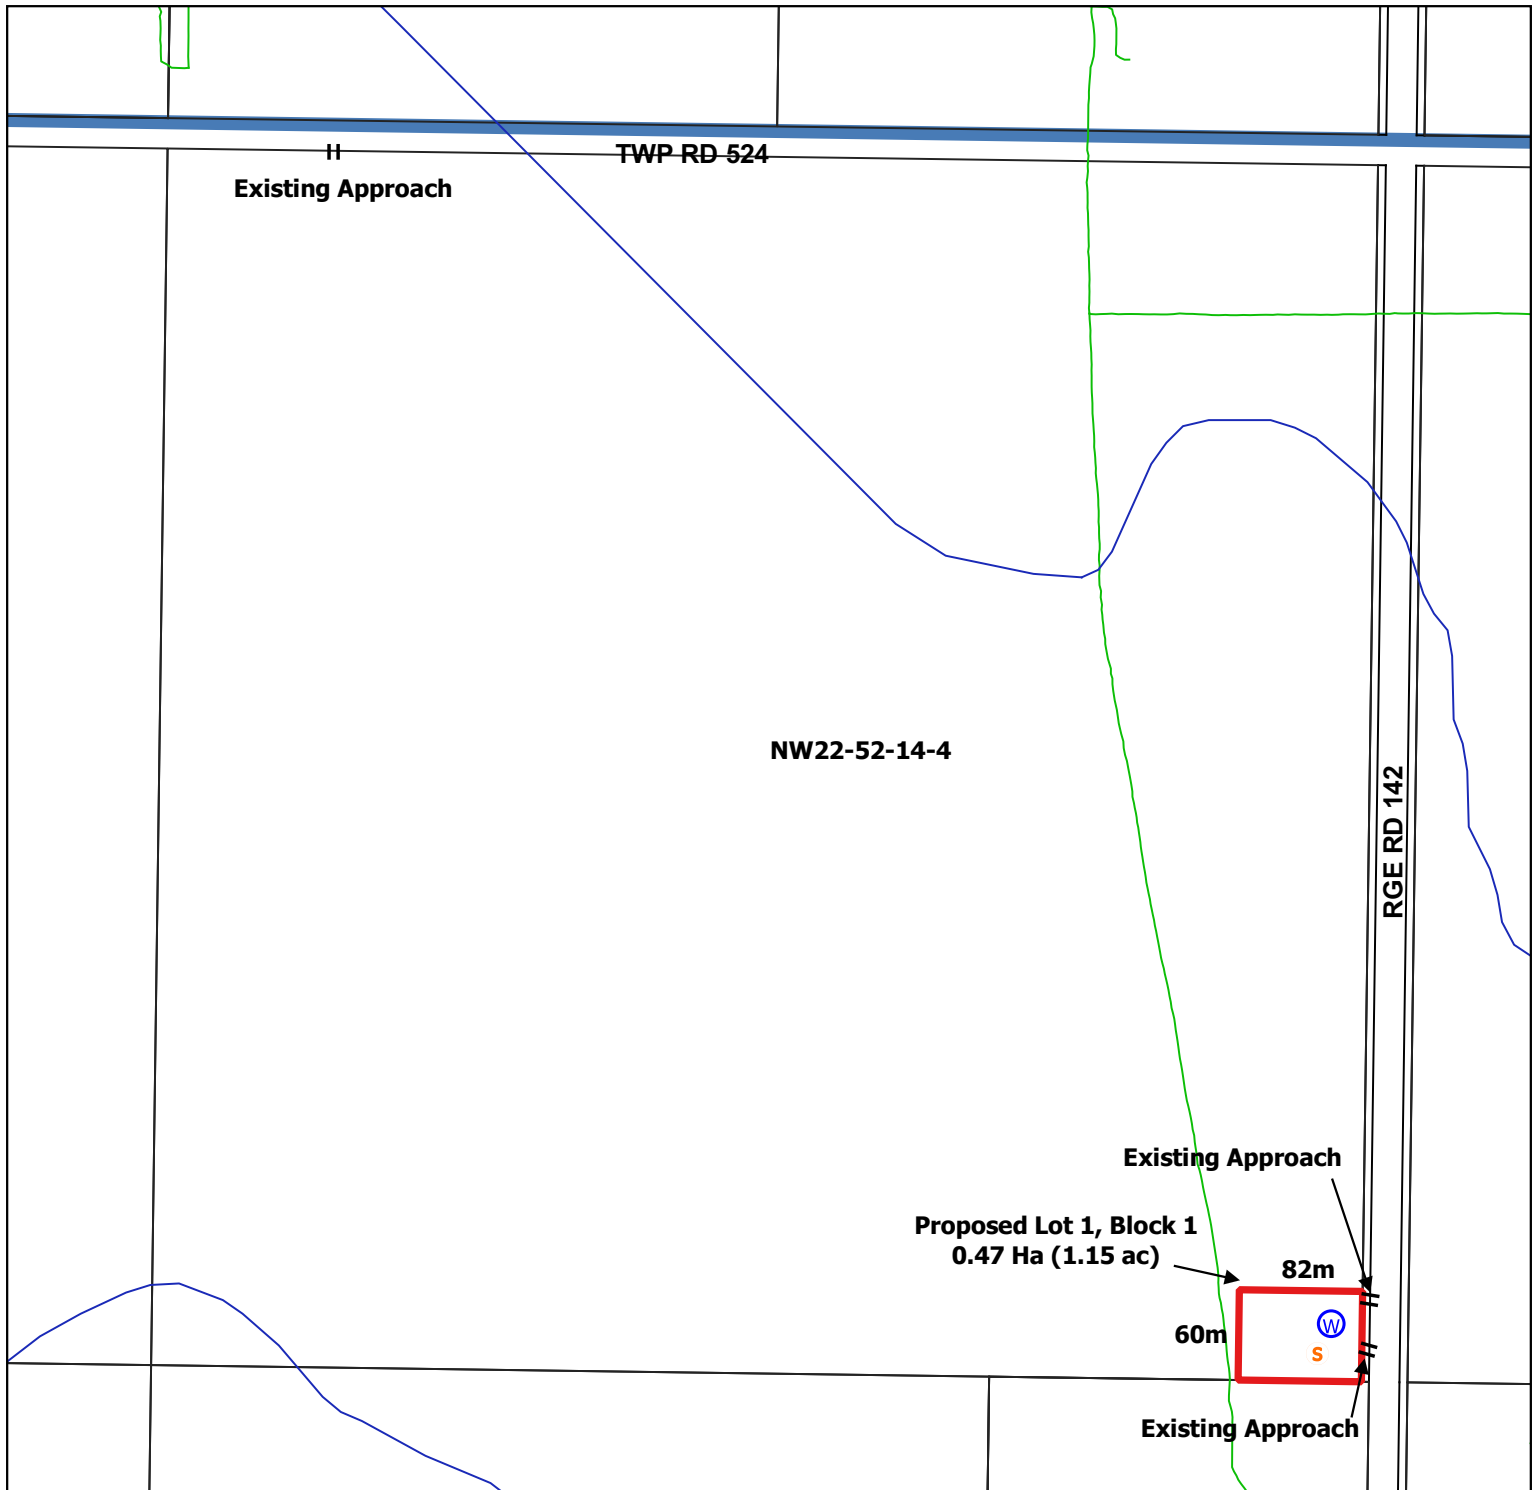 TWP RD 524
Existing Approach
NW22-52-14-4
RGE RD 142
Existing Approach
Proposed Lot 1, Block 1
0.47 Ha (1.15 ac)
82m
60m
W
S
Existing Approach